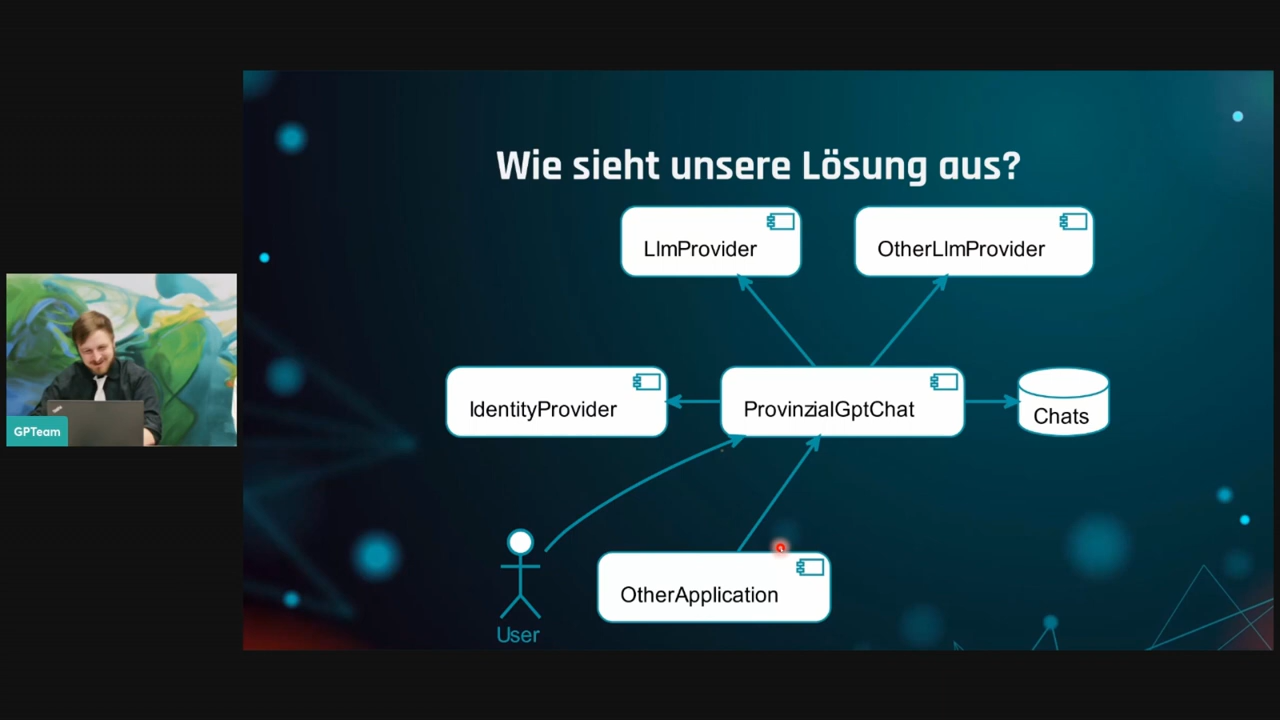 Wie sieht unsere Lösung aus?
LlmProvider
OtherLlmProvider
IdentityProvider
ProvinzialGptChat
Chats
GPTeam
OtherApplication
User